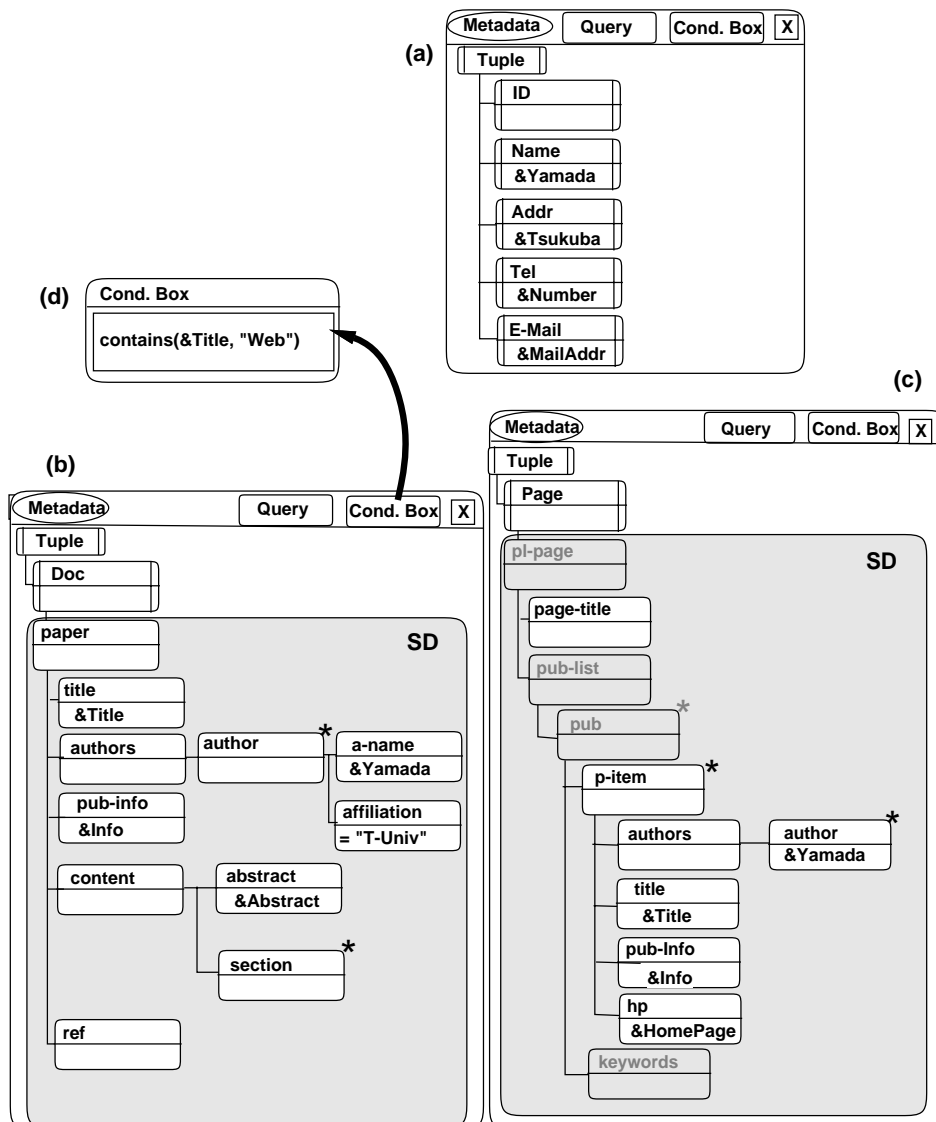 (a)
Metadata Query Cond. Box X
Tuple
ID
Name
&Yamada
Addr
&Tsukuba
Tel
&Number
E-Mail
&MailAddr
(d)
Cond. Box
contains(&Title, "Web")
(b)
Metadata Query Cond. Box X
Tuple
Doc
SD
paper
title
&Title
authors author * a-name
&Yamada
affiliation
= "T-Univ"
pub-info
&Info
content abstract
&Abstract
section *
ref
(c)
Metadata Query Cond. Box X
Tuple
Page
SD
pl-page
page-title
pub-list
pub *
p-item *
authors author *
&Yamada
title
&Title
pub-Info
&Info
hp
&HomePage
keywords